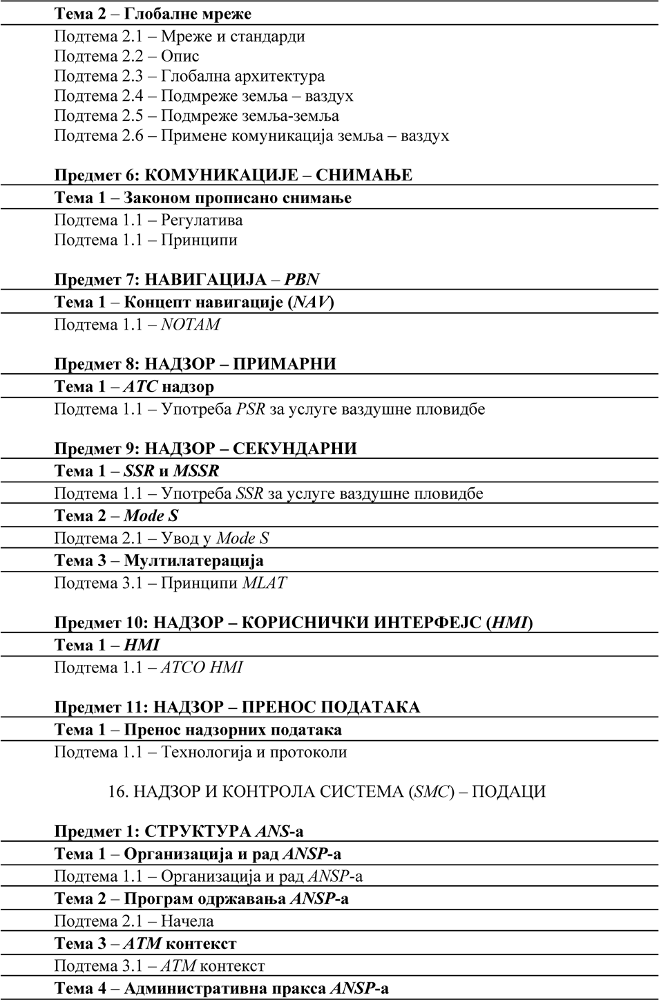 Тема 2 – Глобалне мреже
Подтема 2.1 – Мреже и стандарди
Подтема 2.2 – Опис
Подтема 2.3 – Глобална архитектура
Подтема 2.4 – Подмреже земља – ваздух
Подтема 2.5 – Подмреже земља-земља
Подтема 2.6 – Примене комуникација земља – ваздух
Предмет 6: КОМУНИКАЦИЈЕ – СНИМАЊЕ
Тема 1 – Законом прописано снимање
Подтема 1.1 – Регулатива
Подтема 1.1 – Принципи
Предмет 7: НАВИГАЦИЈА – PBN
Тема 1 – Концепт навигације (NAV)
Подтема 1.1 – NOTAM
Предмет 8: НАДЗОР – ПРИМАРНИ
Тема 1 – ATC надзор
Подтема 1.1 – Употреба PSR за услуге ваздушне пловидбе
Предмет 9: НАДЗОР – СЕКУНДАРНИ
Тема 1 – SSR и MSSR
Подтема 1.1 – Употреба SSR за услуге ваздушне пловидбе
Тема 2 – Mode S
Подтема 2.1 – Увод у Mode S
Тема 3 – Мултилатерација
Подтема 3.1 – Принципи MLAT
Предмет 10: НАДЗОР – КОРИСНИЧКИ ИНТЕРФЕЈС (HMI)
Тема 1 – HMI
Подтема 1.1 – ATCO HMI
Предмет 11: НАДЗОР – ПРЕНОС ПОДАТАКА
Тема 1 – Пренос надзорних података
Подтема 1.1 – Технологија и протоколи
16. НАДЗОР И КОНТРОЛА СИСТЕМА (SMC) – ПОДАЦИ
Предмет 1: СТРУКТУРА ANS-а
Тема 1 – Организација и рад ANSP-а
Подтема 1.1 – Организација и рад ANSP-а
Тема 2 – Програм одржавања ANSP-а
Подтема 2.1 – Начела
Тема 3 – ATM контекст
Подтема 3.1 – ATM контекст
Тема 4 – Административна пракса ANSP-а